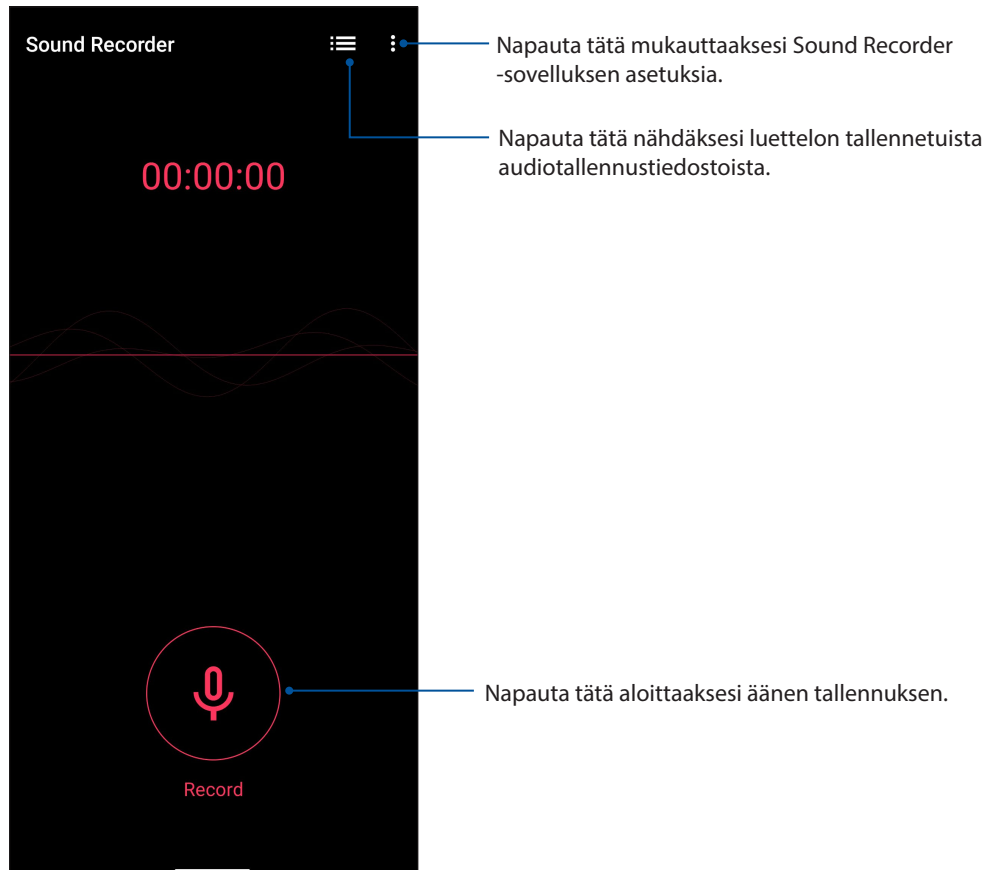 Sound Recorder
Napauta tätä mukauttaaksesi Sound Recorder
-sovelluksen asetuksia.
Napauta tätä nähdäksesi luettelon tallennetuista
audiotallennustiedostoista.
00:00:00
Napauta tätä aloittaaksesi äänen tallennuksen.
Record